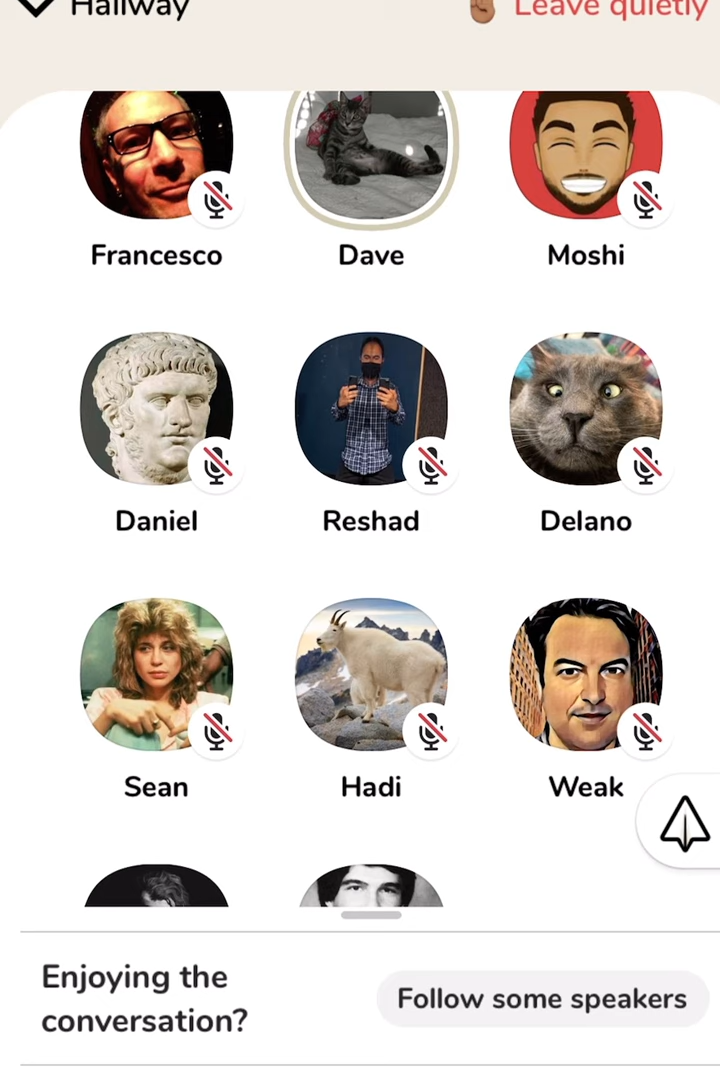 Hallway
Leave quietly
Francesco
Dave
Moshi
Daniel
Reshad
Delano
Sean
Hadi
Weak
Enjoying the
conversation?
Follow some speakers